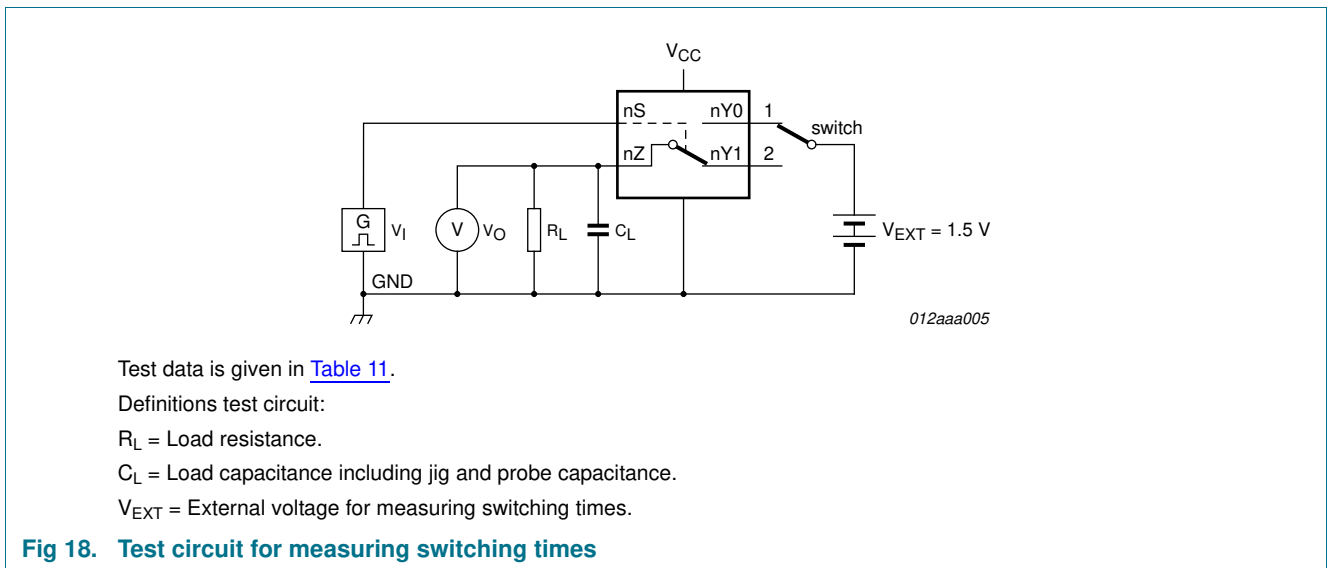 VCC
nS
nY0
1
switch
nZ
nY1
2
G
VI
V
VO
RL
CL
VEXT = 1.5 V
GND
012aaa005
Test data is given in Table 11.
Definitions test circuit:
RL = Load resistance.
CL = Load capacitance including jig and probe capacitance.
VEXT = External voltage for measuring switching times.
Fig 18. Test circuit for measuring switching times